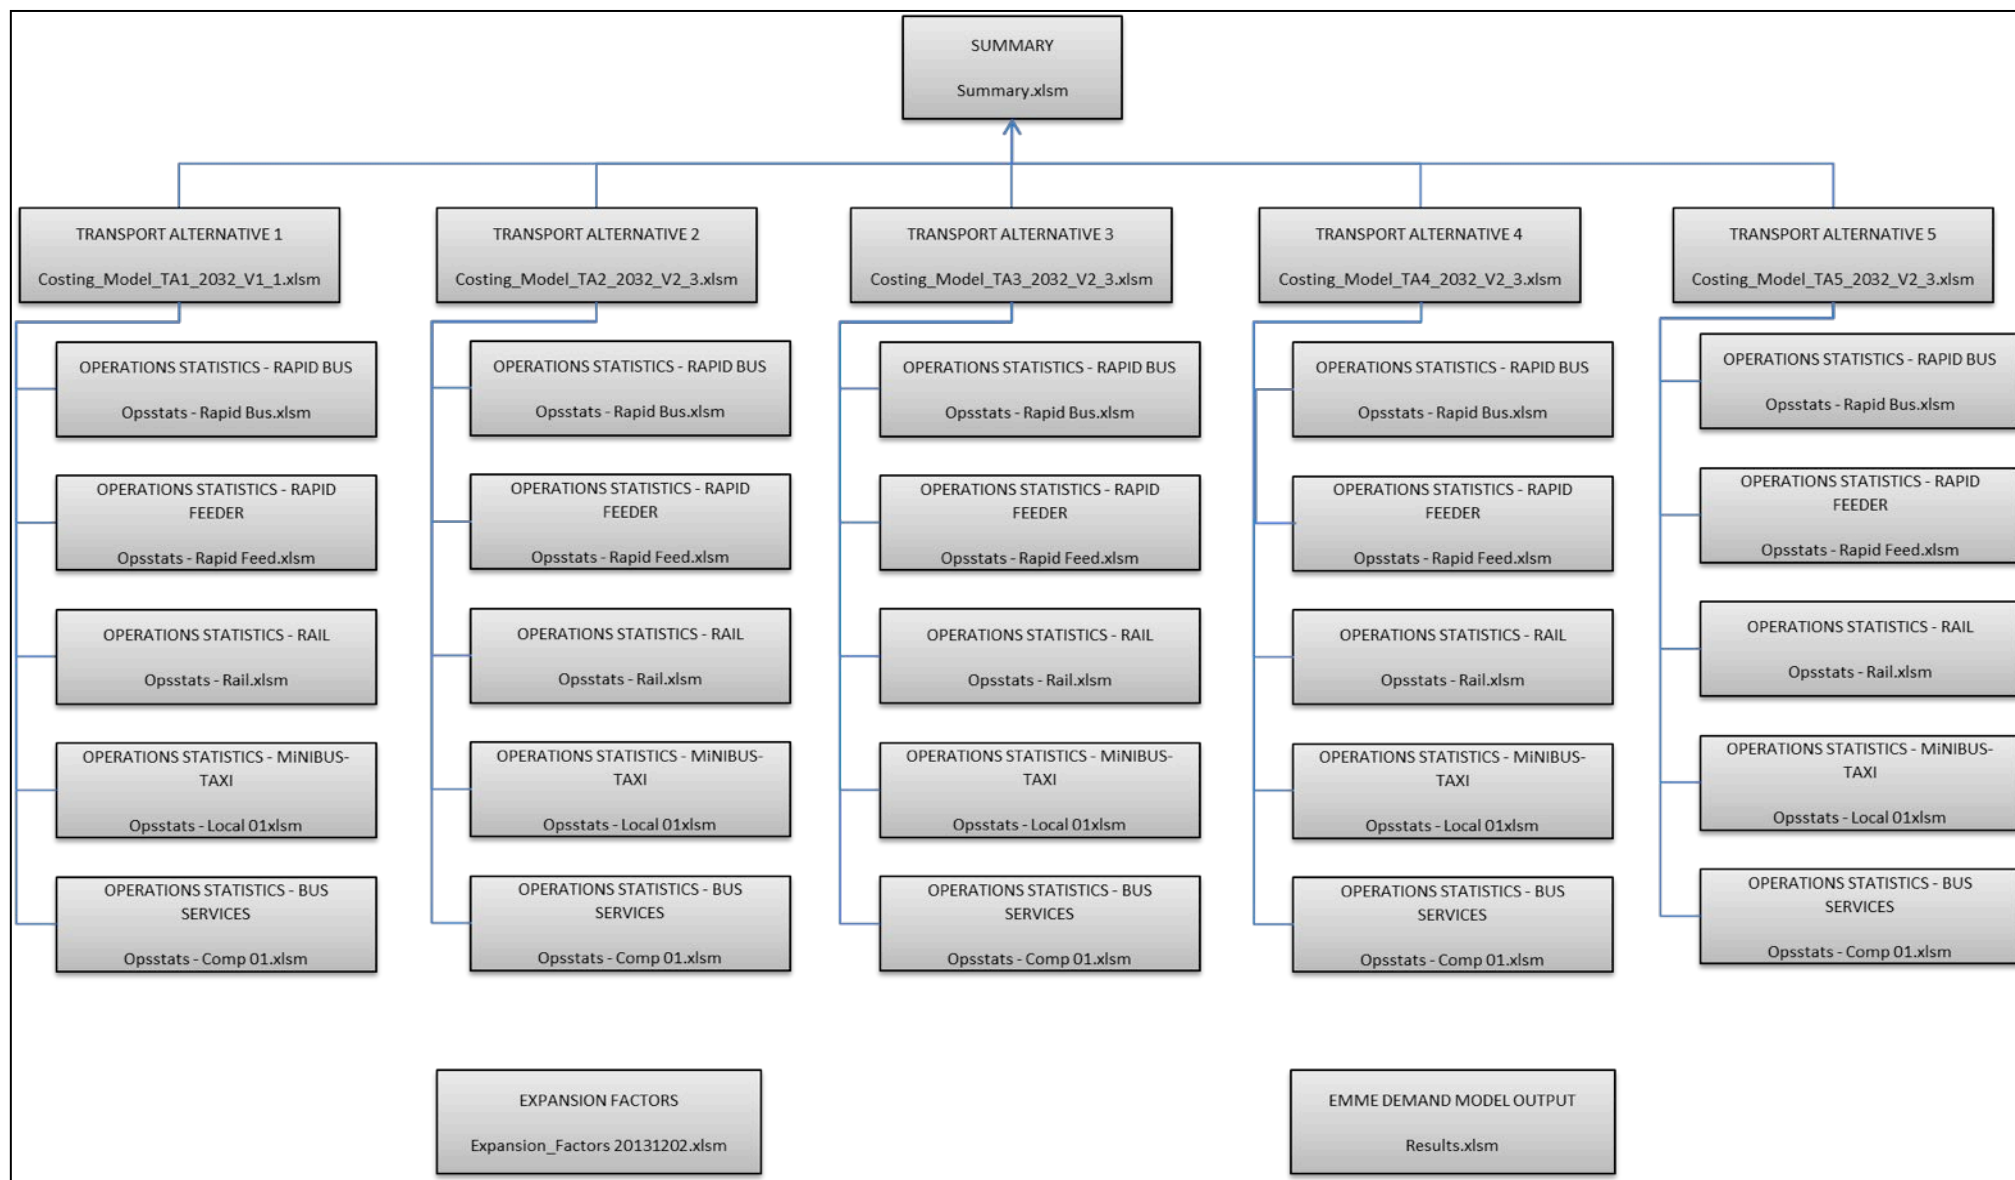 SUMMARY
Summary.xlsm
TRANSPORT ALTERNATIVE 1
Costing_Model_TA1_2032_V1_1.xlsm
TRANSPORT ALTERNATIVE 2
Costing_Model_TA2_2032_V2_3.xlsm
TRANSPORT ALTERNATIVE 3
Costing_Model_TA3_2032_V2_3.xlsm
TRANSPORT ALTERNATIVE 4
Costing_Model_TA4_2032_V2_3.xlsm
TRANSPORT ALTERNATIVE 5
Costing_Model_TA5_2032_V2_3.xlsm
OPERATIONS STATISTICS - RAPID BUS
Opsstats - Rapid Bus.xlsm
OPERATIONS STATISTICS - RAPID
FEEDER
Opsstats - Rapid Feed.xlsm
OPERATIONS STATISTICS - RAIL
Opsstats - Rail.xlsm
OPERATIONS STATISTICS - MiNIBUS-
TAXI
Opsstats - Local 01xlsm
OPERATIONS STATISTICS - BUS
SERVICES
Opsstats - Comp 01.xlsm
OPERATIONS STATISTICS - RAPID BUS
Opsstats - Rapid Bus.xlsm
OPERATIONS STATISTICS - RAPID
FEEDER
Opsstats - Rapid Feed.xlsm
OPERATIONS STATISTICS - RAIL
Opsstats - Rail.xlsm
OPERATIONS STATISTICS - MiNIBUS-
TAXI
Opsstats - Local 01xlsm
OPERATIONS STATISTICS - BUS
SERVICES
Opsstats - Comp 01.xlsm
OPERATIONS STATISTICS - RAPID BUS
Opsstats - Rapid Bus.xlsm
OPERATIONS STATISTICS - RAPID
FEEDER
Opsstats - Rapid Feed.xlsm
OPERATIONS STATISTICS - RAIL
Opsstats - Rail.xlsm
OPERATIONS STATISTICS - MiNIBUS-
TAXI
Opsstats - Local 01xlsm
OPERATIONS STATISTICS - BUS
SERVICES
Opsstats - Comp 01.xlsm
OPERATIONS STATISTICS - RAPID BUS
Opsstats - Rapid Bus.xlsm
OPERATIONS STATISTICS - RAPID
FEEDER
Opsstats - Rapid Feed.xlsm
OPERATIONS STATISTICS - RAIL
Opsstats - Rail.xlsm
OPERATIONS STATISTICS - MiNIBUS-
TAXI
Opsstats - Local 01xlsm
OPERATIONS STATISTICS - BUS
SERVICES
Opsstats - Comp 01.xlsm
OPERATIONS STATISTICS - RAPID BUS
Opsstats - Rapid Bus.xlsm
OPERATIONS STATISTICS - RAPID
FEEDER
Opsstats - Rapid Feed.xlsm
OPERATIONS STATISTICS - RAIL
Opsstats - Rail.xlsm
OPERATIONS STATISTICS - MiNIBUS-
TAXI
Opsstats - Local 01xlsm
OPERATIONS STATISTICS - BUS
SERVICES
Opsstats - Comp 01.xlsm
EXPANSION FACTORS
Expansion_Factors 20131202.xlsm
EMME DEMAND MODEL OUTPUT
Results.xlsm